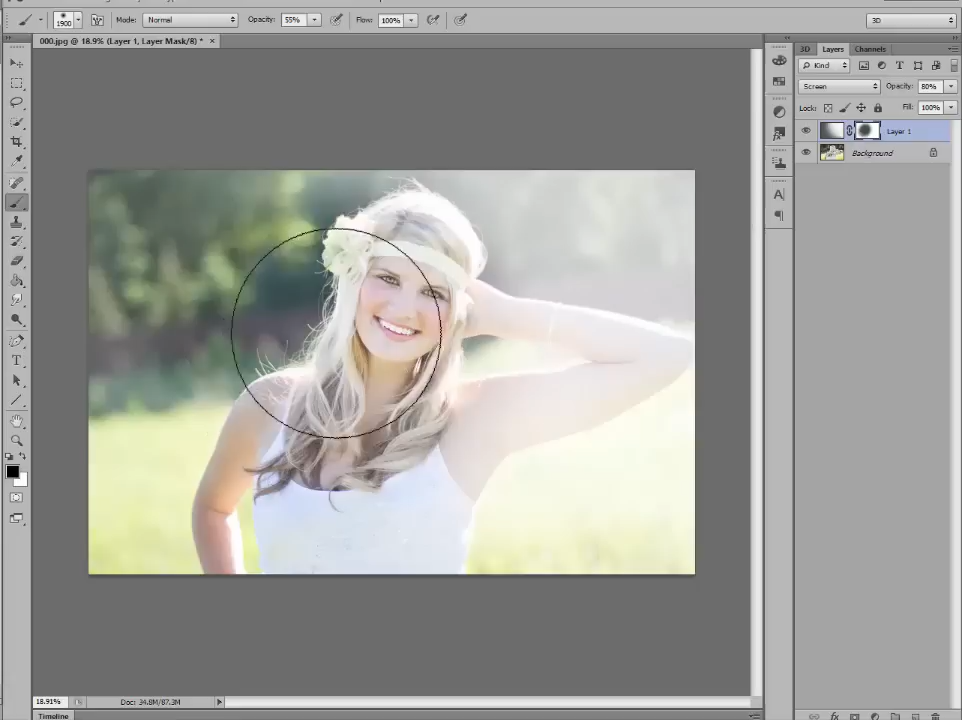 1900
Mode: Normal
Opacity: 55%
Flow: 100%
3D
000.jpg @ 18.9% (Layer 1, Layer Mask/8) *
3D Layers Channels
Kind
Screen
Opacity: 80%
Lock:
Fill: 100%
Layer 1
Background
18.91%
Doc: 34.8M/87.3M
Timeline